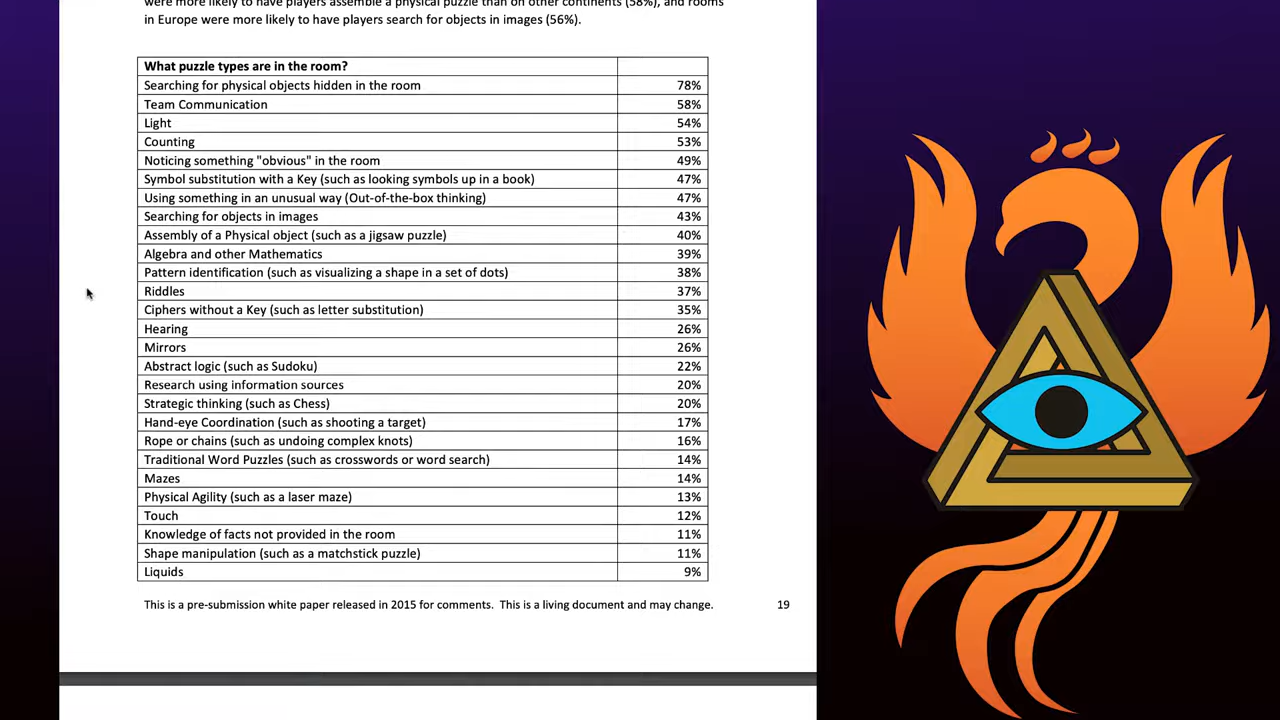 were more likely to have players assemble a physical puzzle than on other continents (58%), and rooms
in Europe were more likely to have players search for objects in images (56%).
What puzzle types are in the room?
Searching for physical objects hidden in the room 78%
Team Communication 58%
Light 54%
Counting 53%
Noticing something "obvious" in the room 49%
Symbol substitution with a Key (such as looking symbols up in a book) 47%
Using something in an unusual way (Out-of-the-box thinking) 47%
Searching for objects in images 43%
Assembly of a Physical object (such as a jigsaw puzzle) 40%
Algebra and other Mathematics 39%
Pattern identification (such as visualizing a shape in a set of dots) 38%
Riddles 37%
Ciphers without a Key (such as letter substitution) 35%
Hearing 26%
Mirrors 26%
Abstract logic (such as Sudoku) 22%
Research using information sources 20%
Strategic thinking (such as Chess) 20%
Hand-eye Coordination (such as shooting a target) 17%
Rope or chains (such as undoing complex knots) 16%
Traditional Word Puzzles (such as crosswords or word search) 14%
Mazes 14%
Physical Agility (such as a laser maze) 13%
Touch 12%
Knowledge of facts not provided in the room 11%
Shape manipulation (such as a matchstick puzzle) 11%
Liquids 9%
This is a pre-submission white paper released in 2015 for comments. This is a living document and may change. 19